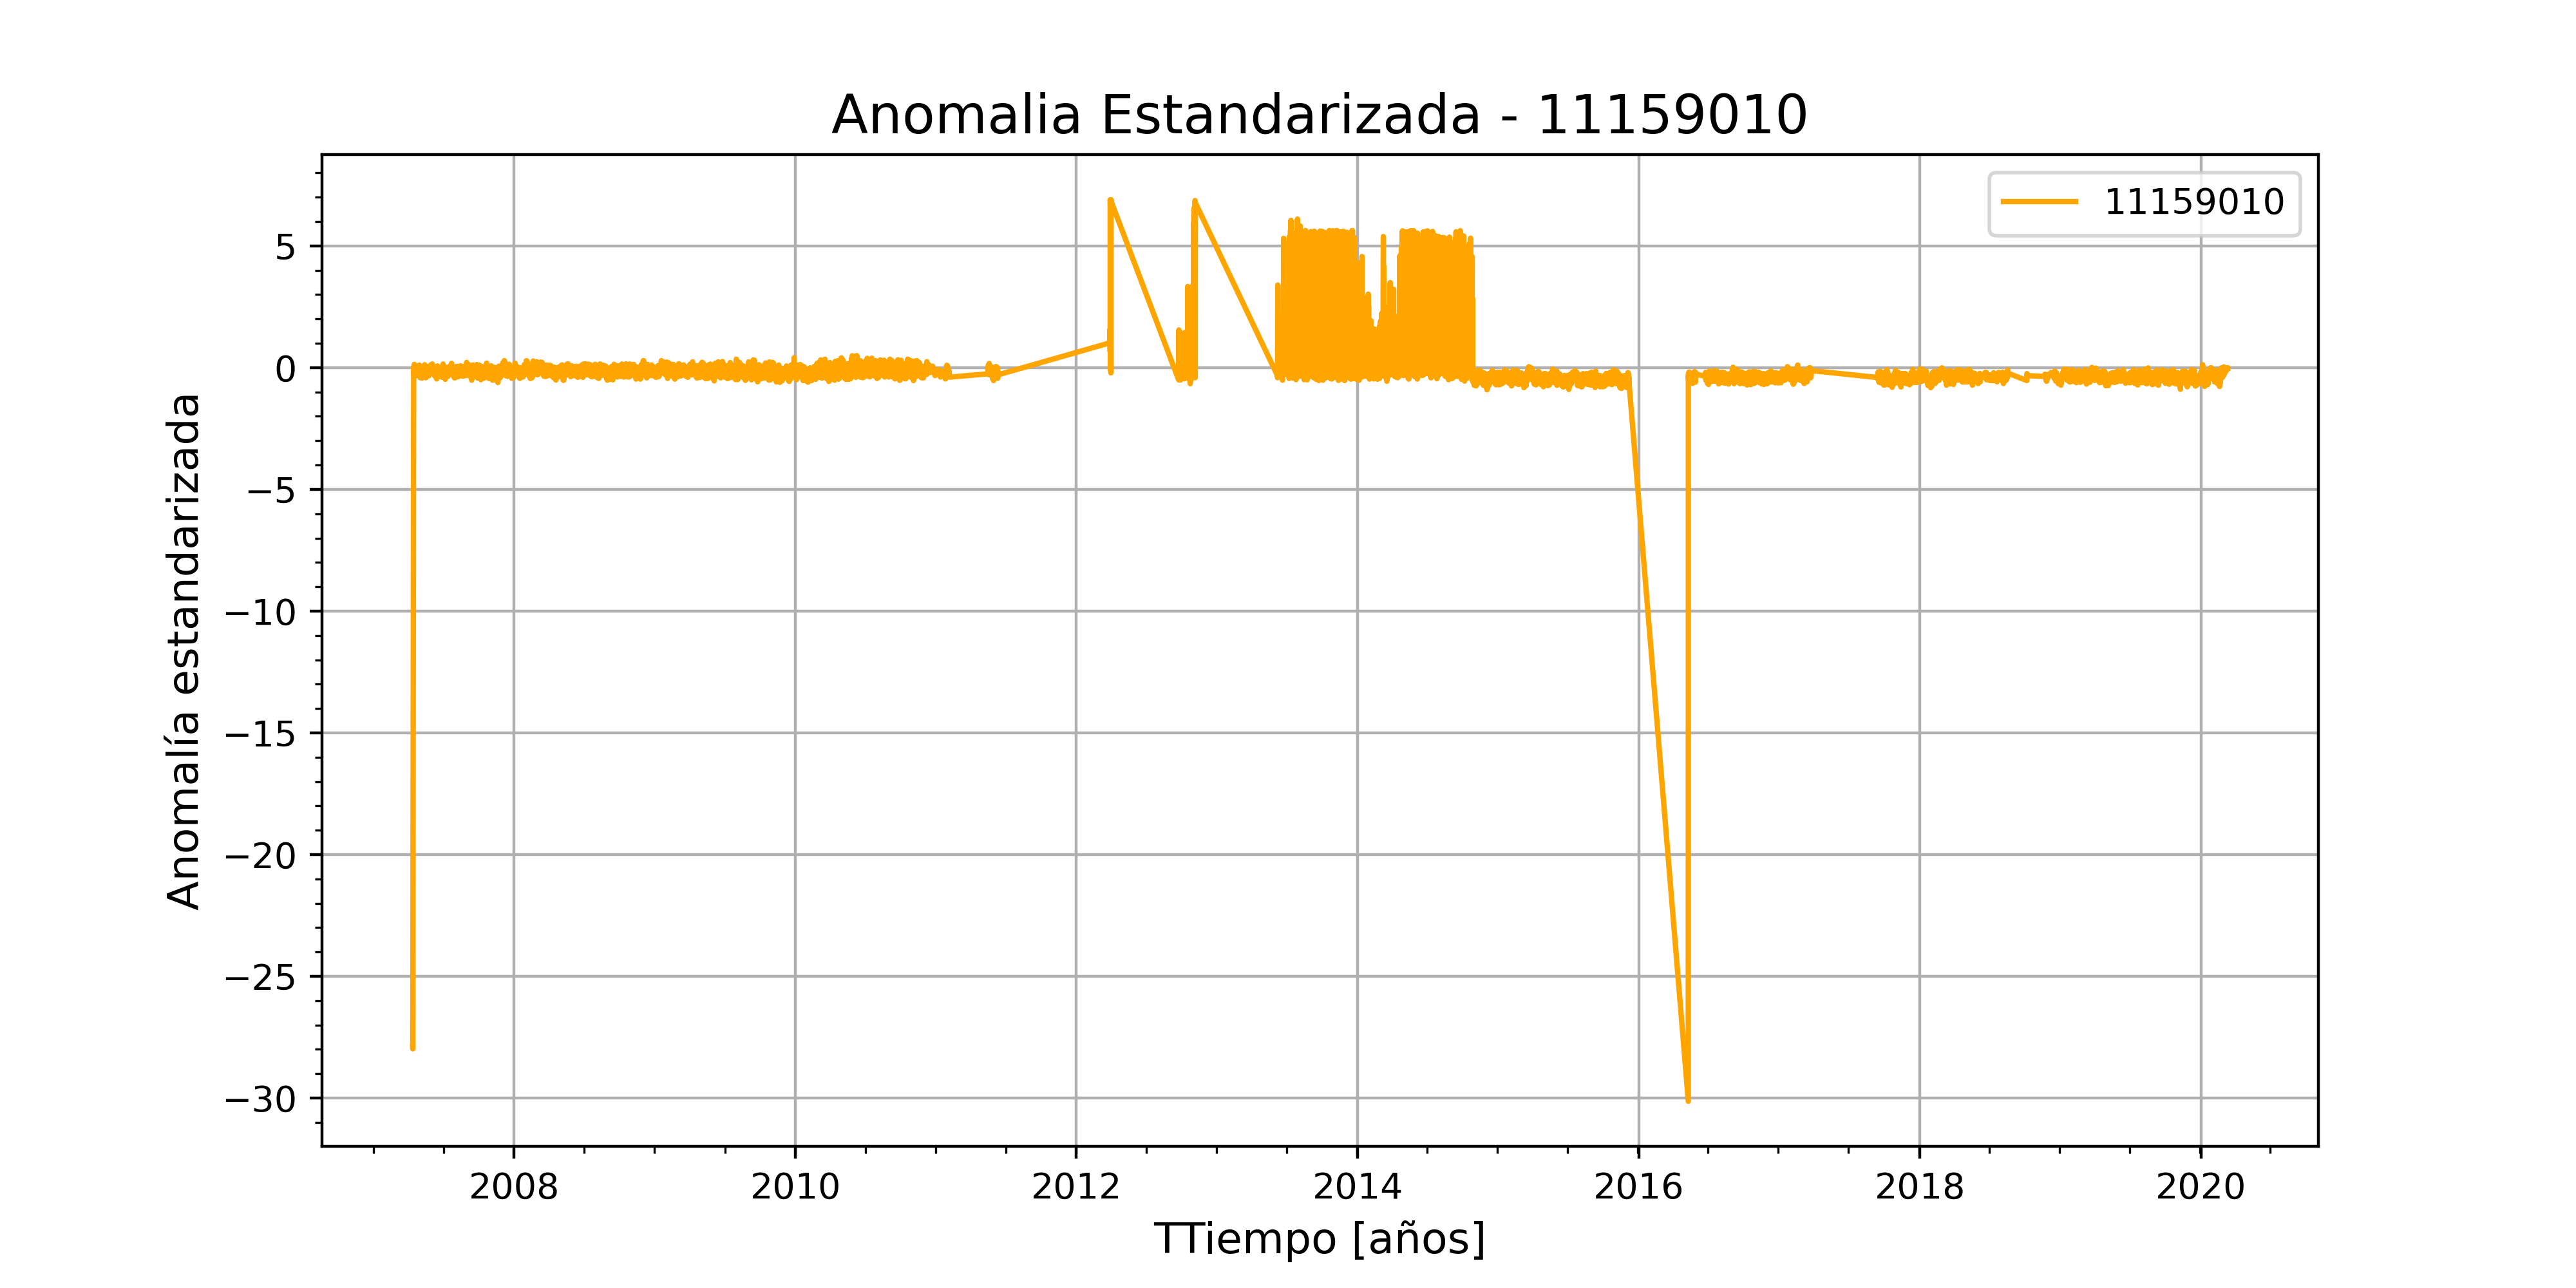 Anomalia Estandarizada - 11159010
11159010
Anomalía estandarizada
5
0
−5
−10
−15
−20
−25
−30
2008 2010 2012 2014 2016 2018 2020
TTiempo [años]